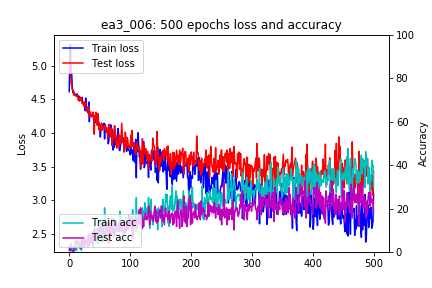 ea3_006: 500 epochs loss and accuracy
Train loss
Test loss
Train acc
Test acc
Loss
5.0
4.5
4.0
3.5
3.0
2.5
Accuracy
100
80
60
40
20
0
0 100 200 300 400 500